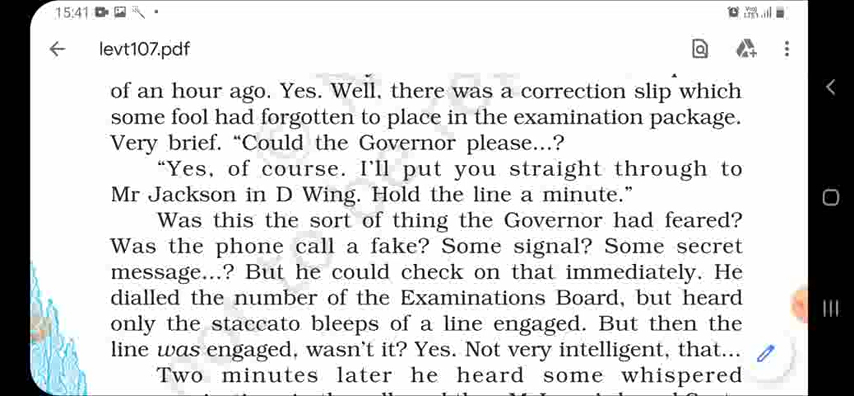 15:41
levt107.pdf
of an hour ago. Yes. Well, there was a correction slip which
some fool had forgotten to place in the examination package.
Very brief. “Could the Governor please...?
“Yes, of course. I’ll put you straight through to
Mr Jackson in D Wing. Hold the line a minute.”
Was this the sort of thing the Governor had feared?
Was the phone call a fake? Some signal? Some secret
message...? But he could check on that immediately. He
dialled the number of the Examinations Board, but heard
only the staccato bleeps of a line engaged. But then the
line was engaged, wasn’t it? Yes. Not very intelligent, that...
Two minutes later he heard some whispered